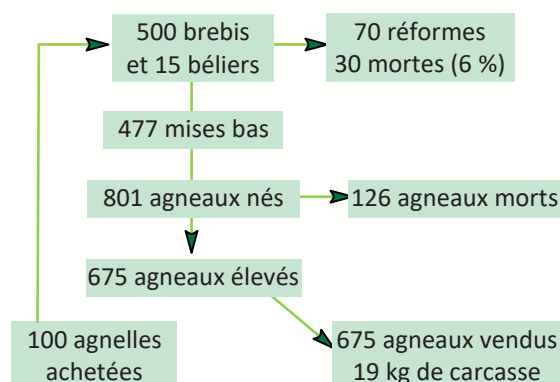 500 brebis
et 15 béliers
70 réformes
30 mortes (6 %)
477 mises bas
801 agneaux nés
126 agneaux morts
675 agneaux élevés
100 agnelles
achetées
675 agneaux vendus
19 kg de carcasse